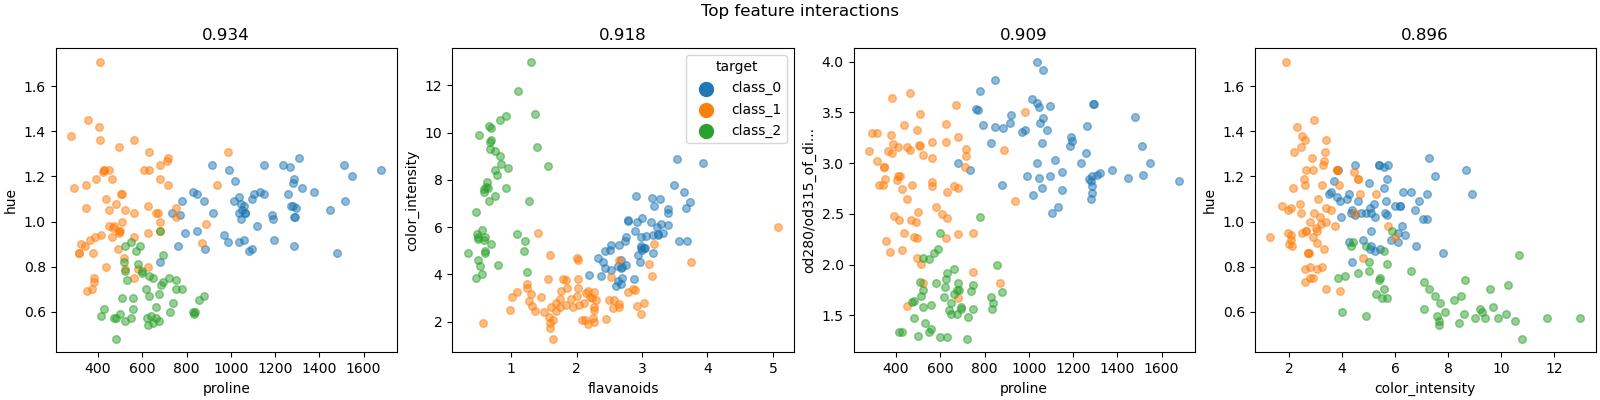 Top feature interactions
0.934
hue
1.6
1.4
1.2
1.0
0.8
0.6
400 600 800 1000 1200 1400 1600
proline
0.918
color_intensity
12
10
8
6
4
2
target
class_0
class_1
class_2
1 2 3 4 5
flavanoids
0.909
od280/od315_of_di...
4.0
3.5
3.0
2.5
2.0
1.5
400 600 800 1000 1200 1400 1600
proline
0.896
hue
1.6
1.4
1.2
1.0
0.8
0.6
2 4 6 8 10 12
color_intensity